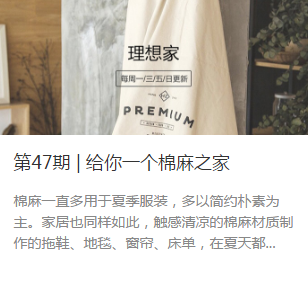 理想家
每周一/三/五/日更新
PREMIUM
第47期 | 给你一个棉麻之家
棉麻一直多用于夏季服装，多以简约朴素为
主。家居也同样如此，触感清凉的棉麻材质制
作的拖鞋、地毯、窗帘、床单，在夏天都...